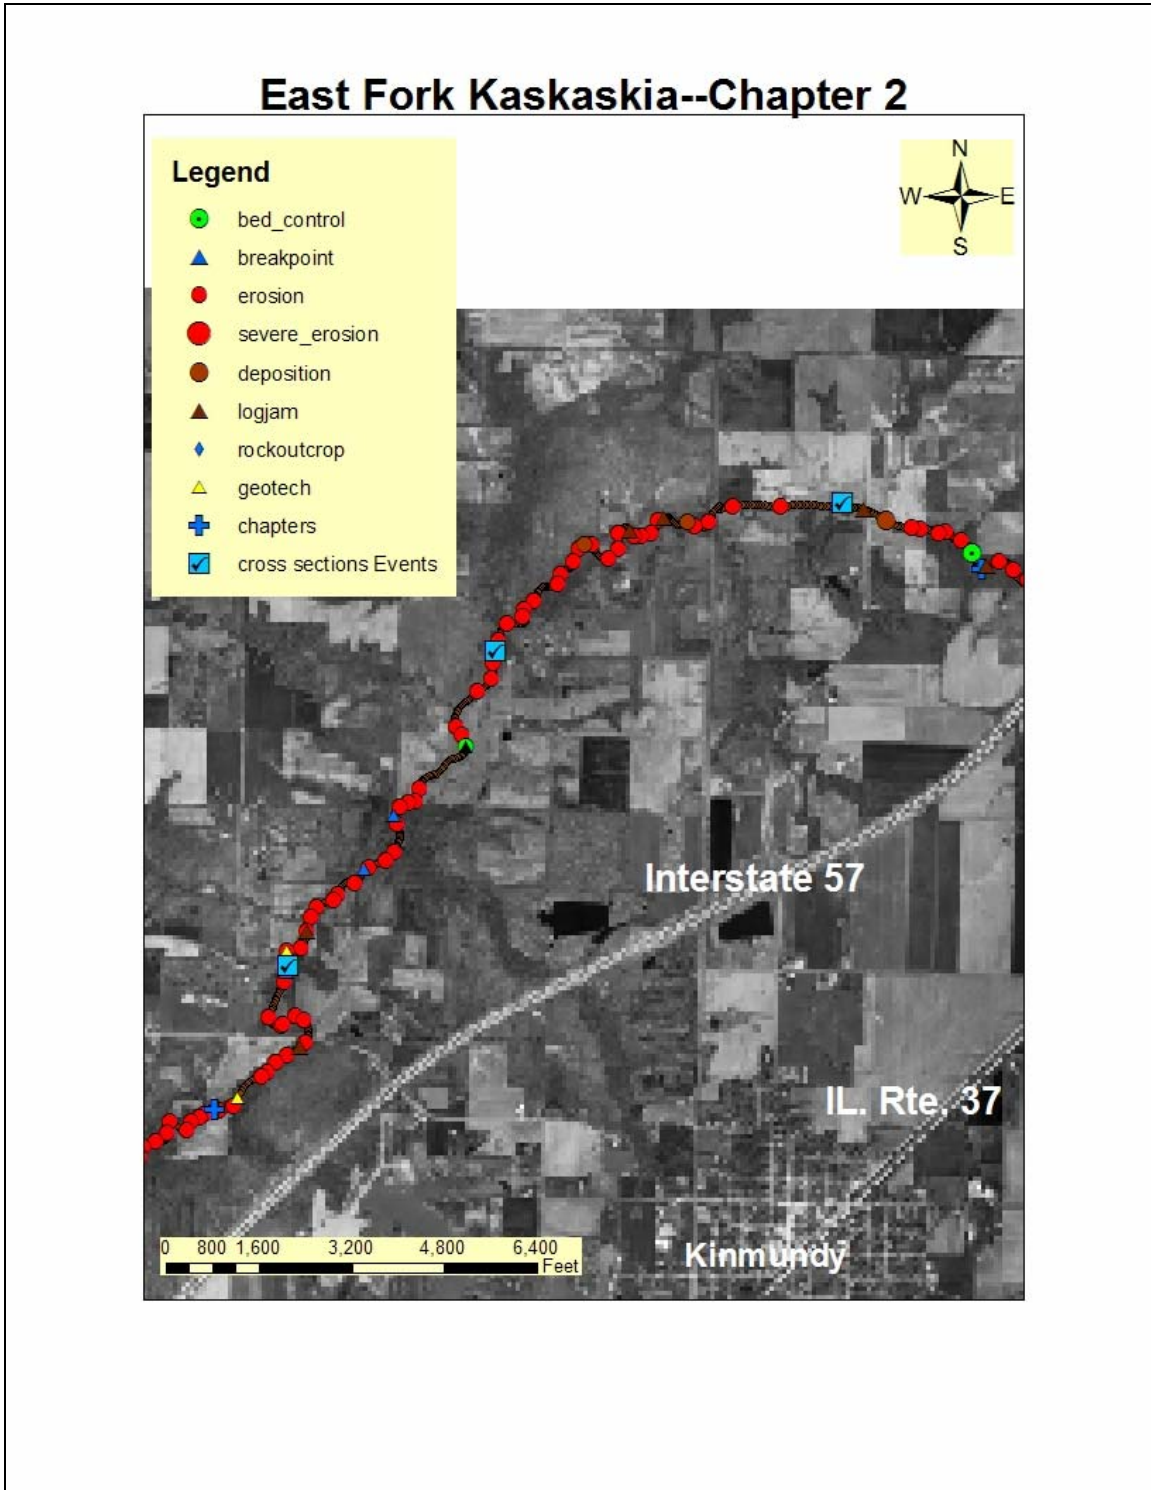 East Fork Kaskaskia--Chapter 2
Legend
bed_control
breakpoint
erosion
severe_erosion
deposition
logjam
rockoutcrop
geotech
chapters
cross sections Events
N
W E
S
Interstate 57
IL. Rte. 37
Kinmundy
0 800 1,600 3,200 4,800 6,400
Feet